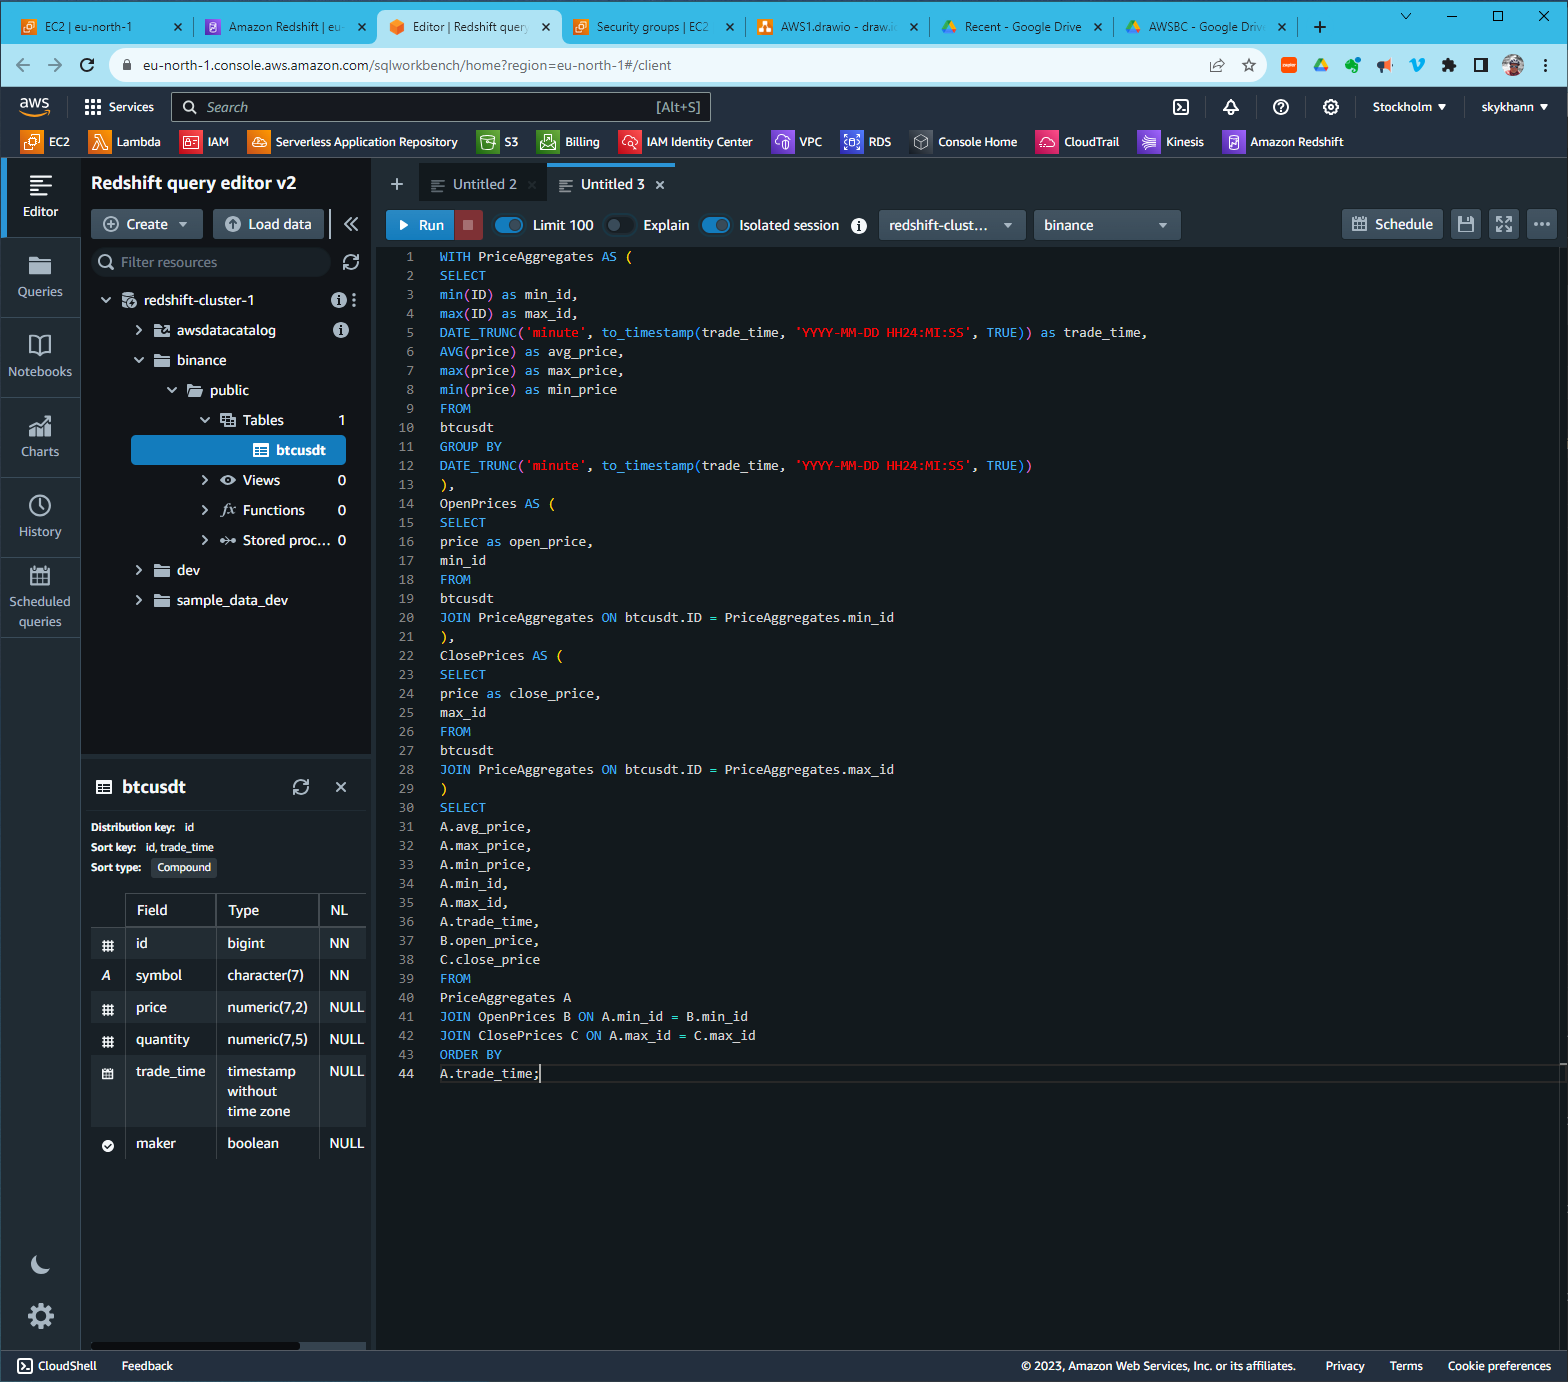 EC2 | eu-north-1
Amazon Redshift | eu-
Editor | Redshift query
Security groups | EC2
AWS1.drawio - draw.io
Recent - Google Drive
AWSBC - Google Drive
eu-north-1.console.aws.amazon.com/sqlworkbench/home?region=eu-north-1#/client
aws
Services
Search
[Alt+S]
Stockholm
skykhann
EC2
Lambda
IAM
Serverless Application Repository
S3
Billing
IAM Identity Center
VPC
RDS
Console Home
CloudTrail
Kinesis
Amazon Redshift
Editor
Queries
Notebooks
Charts
History
Scheduled
queries
Redshift query editor v2
Create
Load data
Filter resources
redshift-cluster-1
awsdatacatalog
binance
public
Tables 1
btcusdt
Views 0
Functions 0
Stored proc... 0
dev
sample_data_dev
btcusdt
Distribution key: id
Sort key: id, trade_time
Sort type: Compound
Field Type NL
id bigint NN
A symbol character(7) NN
price numeric(7,2) NULL
quantity numeric(7,5) NULL
trade_time timestamp NULL
without
time zone
maker boolean NULL
Untitled 2
Untitled 3
Run
Limit 100
Explain
Isolated session
redshift-clust...
binance
Schedule
1 WITH PriceAggregates AS (
2 SELECT
3 min(ID) as min_id,
4 max(ID) as max_id,
5 DATE_TRUNC('minute', to_timestamp(trade_time, 'YYYY-MM-DD HH24:MI:SS', TRUE)) as trade_time,
6 AVG(price) as avg_price,
7 max(price) as max_price,
8 min(price) as min_price
9 FROM
10 btcusdt
11 GROUP BY
12 DATE_TRUNC('minute', to_timestamp(trade_time, 'YYYY-MM-DD HH24:MI:SS', TRUE))
13 ),
14 OpenPrices AS (
15 SELECT
16 price as open_price,
17 min_id
18 FROM
19 btcusdt
20 JOIN PriceAggregates ON btcusdt.ID = PriceAggregates.min_id
21 ),
22 ClosePrices AS (
23 SELECT
24 price as close_price,
25 max_id
26 FROM
27 btcusdt
28 JOIN PriceAggregates ON btcusdt.ID = PriceAggregates.max_id
29 )
30 SELECT
31 A.avg_price,
32 A.max_price,
33 A.min_price,
34 A.min_id,
35 A.max_id,
36 A.trade_time,
37 B.open_price,
38 C.close_price
39 FROM
40 PriceAggregates A
41 JOIN OpenPrices B ON A.min_id = B.min_id
42 JOIN ClosePrices C ON A.max_id = C.max_id
43 ORDER BY
44 A.trade_time;
CloudShell
Feedback
© 2023, Amazon Web Services, Inc. or its affiliates.
Privacy
Terms
Cookie preferences